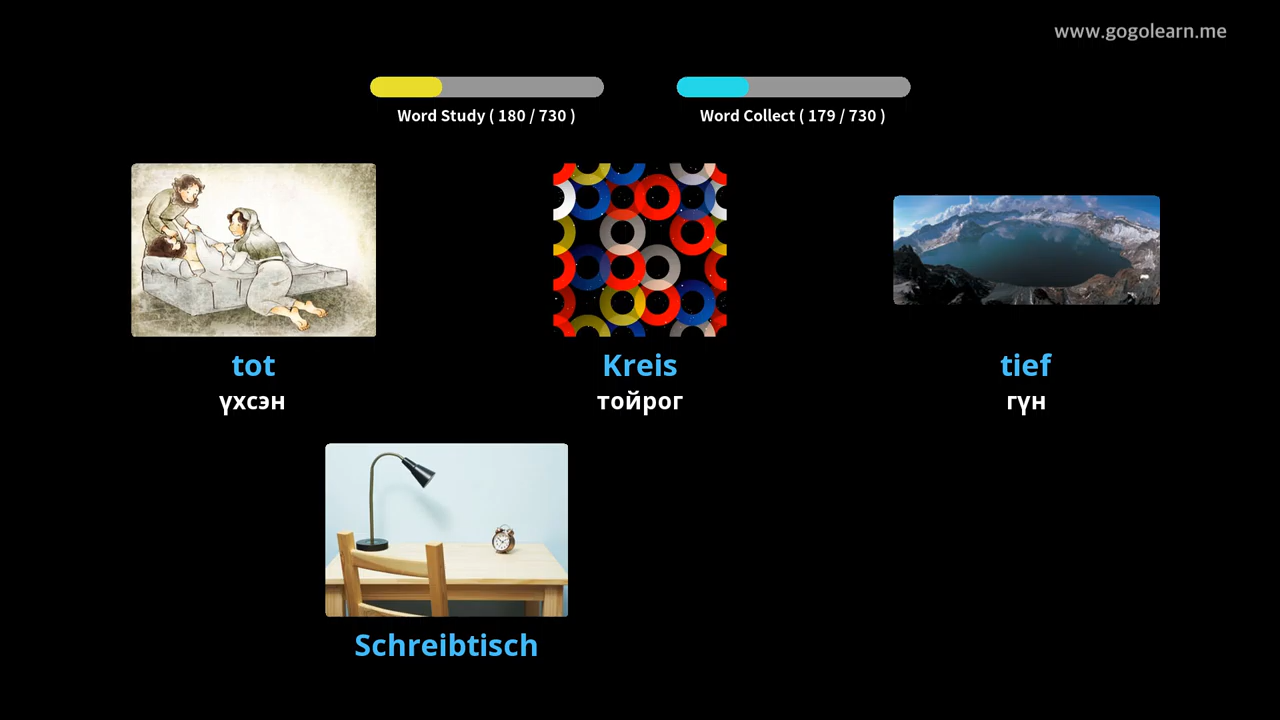 www.gogolearn.me
Word Study ( 180 / 730 )
Word Collect ( 179 / 730 )
tot
үхсэн
Kreis
тойрог
tief
гүн
Schreibtisch